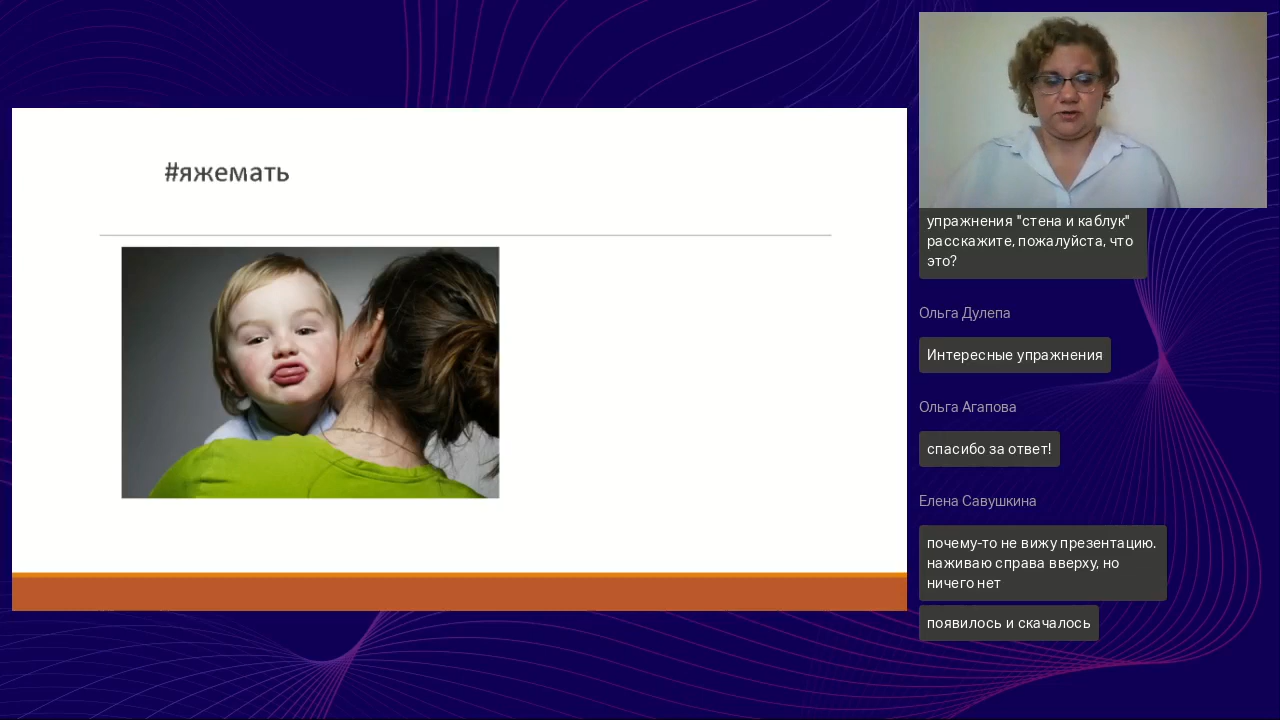 #яжемать
упражнения "стена и каблук"
расскажите, пожалуйста, что
это?
Ольга Дулепа
Интересные упражнения
Ольга Агапова
спасибо за ответ!
Елена Савушкина
почему-то не вижу презентацию.
наживаю справа вверху, но
ничего нет
появилось и скачалось